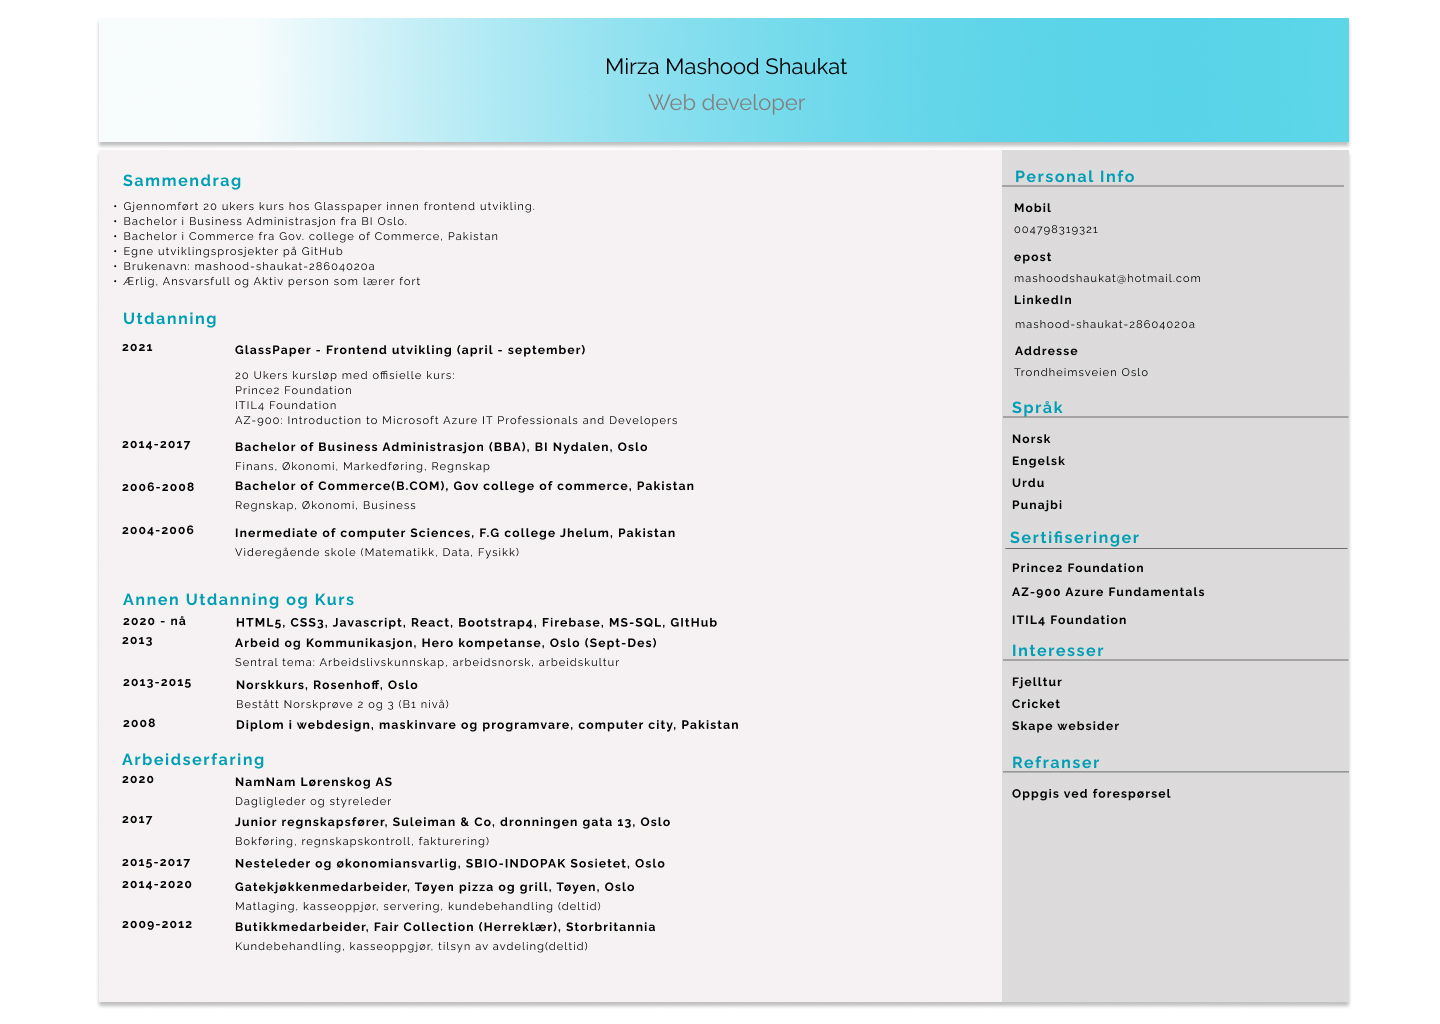 Mirza Mashood Shaukat
Web developer
Sammendrag
• Gjennomført 20 ukers kurs hos Glasspaper innen frontend utvikling.
• Bachelor i Business Administrasjon fra BI Oslo.
• Bachelor i Commerce fra Gov. college of Commerce, Pakistan
• Egne utviklingsprosjekter på GitHub
• Brukenavn: mashood-shaukat-28604020a
• Ærlig, Ansvarsfull og Aktiv person som lærer fort
Utdanning
2021 GlassPaper - Frontend utvikling (april - september)
20 Ukers kursløp med offisielle kurs:
Prince2 Foundation
ITIL4 Foundation
AZ-900: Introduction to Microsoft Azure IT Professionals and Developers
2014-2017 Bachelor of Business Administrasjon (BBA), BI Nydalen, Oslo
Finans, Økonomi, Markedføring, Regnskap
2006-2008 Bachelor of Commerce(B.COM), Gov college of commerce, Pakistan
Regnskap, Økonomi, Business
2004-2006 Inermediate of computer Sciences, F.G college Jhelum, Pakistan
Videregående skole (Matematikk, Data, Fysikk)
Annen Utdanning og Kurs
2020 - nå HTML5, CSS3, Javascript, React, Bootstrap4, Firebase, MS-SQL, GItHub
2013 Arbeid og Kommunikasjon, Hero kompetanse, Oslo (Sept-Des)
Sentral tema: Arbeidslivskunnskap, arbeidsnorsk, arbeidskultur
2013-2015 Norskkurs, Rosenhoff, Oslo
Bestått Norskprøve 2 og 3 (B1 nivå)
2008 Diplom i webdesign, maskinvare og programvare, computer city, Pakistan
Arbeidserfaring
2020 NamNam Lørenskog AS
Dagligleder og styreleder
2017 Junior regnskapsfører, Suleiman & Co, dronningen gata 13, Oslo
Bokføring, regnskapskontroll, fakturering)
2015-2017 Nesteleder og økonomiansvarlig, SBIO-INDOPAK Sosietet, Oslo
2014-2020 Gatekjøkkenmedarbeider, Tøyen pizza og grill, Tøyen, Oslo
Matlaging, kasseoppjør, servering, kundebehandling (deltid)
2009-2012 Butikkmedarbeider, Fair Collection (Herreklær), Storbritannia
Kundebehandling, kasseoppgjør, tilsyn av avdeling(deltid)
Personal Info
Mobil
004798319321
epost
mashoodshaukat@hotmail.com
LinkedIn
mashood-shaukat-28604020a
Addresse
Trondheimsveien Oslo
Språk
Norsk
Engelsk
Urdu
Punajbi
Sertifiseringer
Prince2 Foundation
AZ-900 Azure Fundamentals
ITIL4 Foundation
Interesser
Fjelltur
Cricket
Skape websider
Refranser
Oppgis ved forespørsel